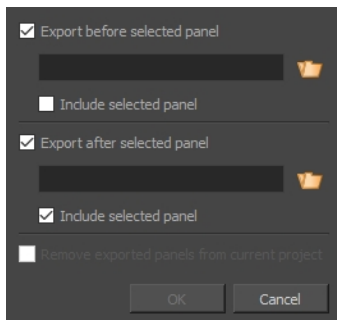 Export before selected panel
Include selected panel
Export after selected panel
Include selected panel
Remove exported panels from current project
OK
Cancel